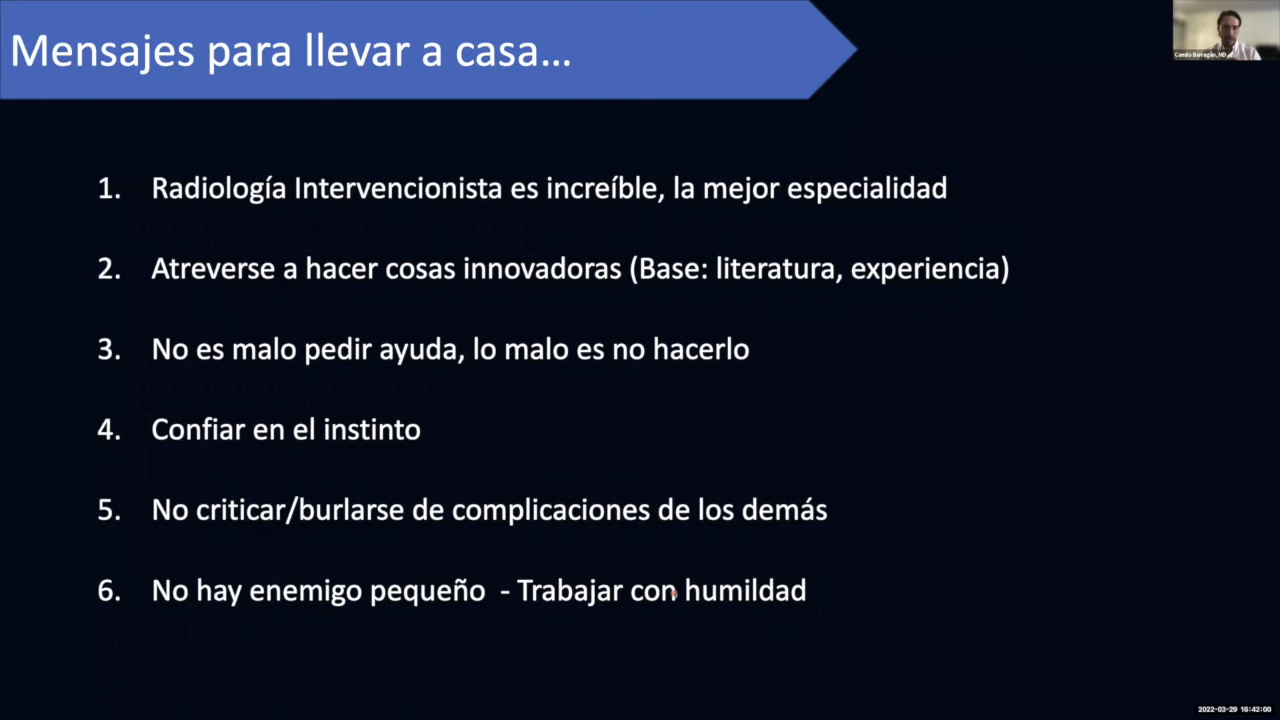 Mensajes para llevar a casa...
Camilo Barragán, MD
1. Radiología Intervencionista es increíble, la mejor especialidad
2. Atreverse a hacer cosas innovadoras (Base: literatura, experiencia)
3. No es malo pedir ayuda, lo malo es no hacerlo
4. Confiar en el instinto
5. No criticar/burlarse de complicaciones de los demás
6. No hay enemigo pequeño - Trabajar con humildad
2022-03-29 16:42:00